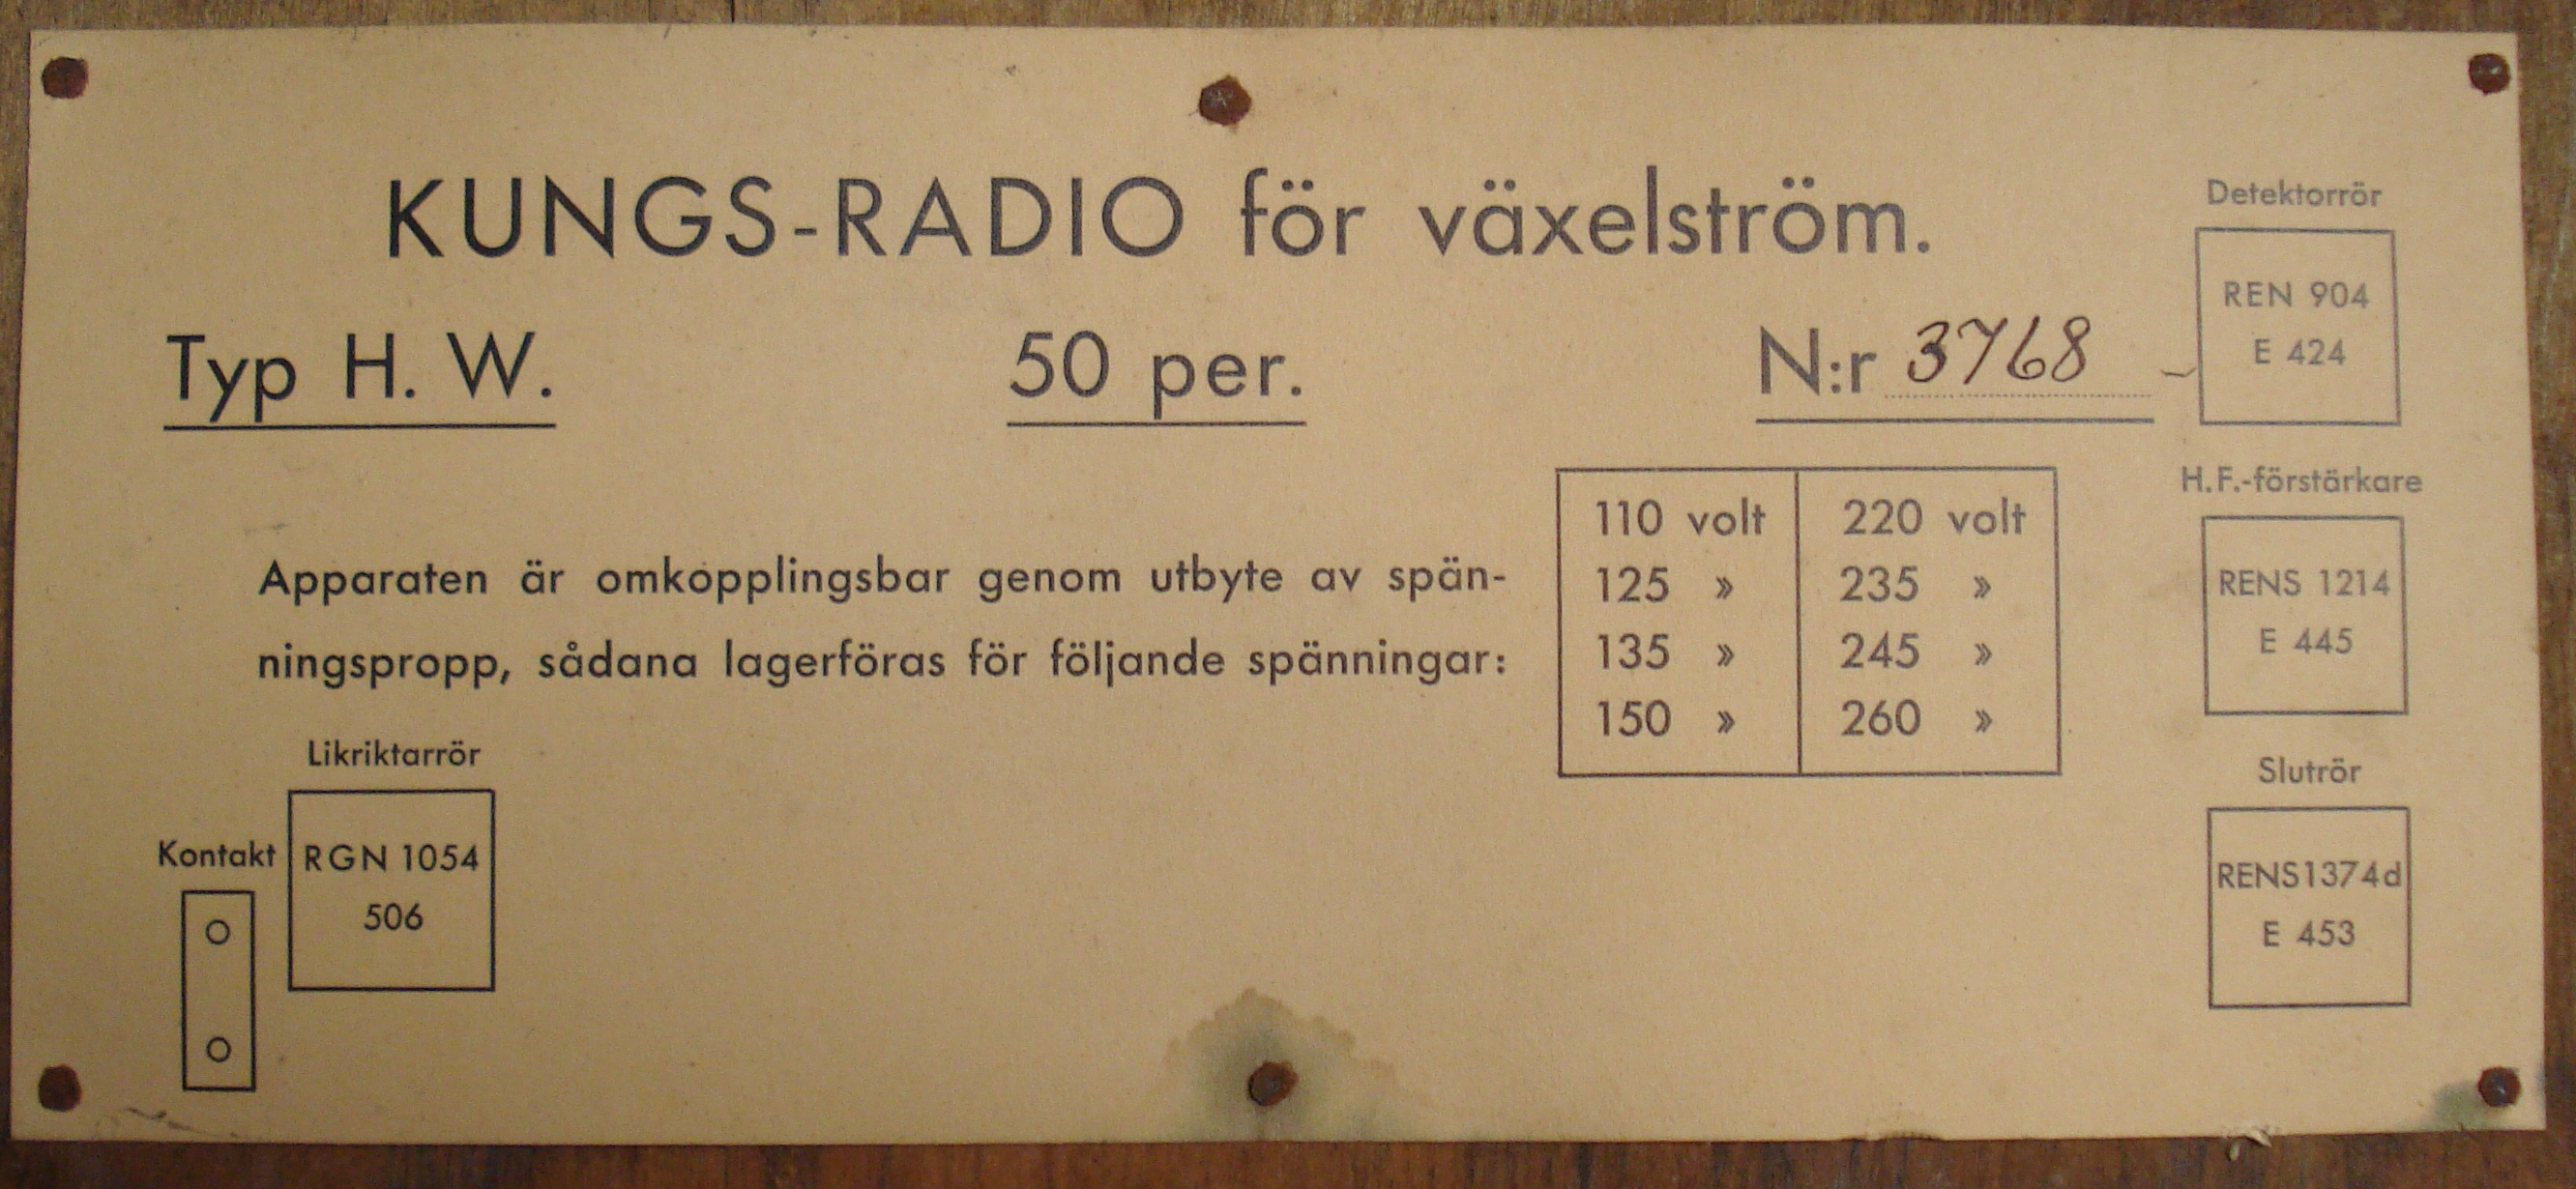 KUNGS-RADIO för växelström.
Typ H. W. 50 per. N:r 3768
Apparaten är omkopplingsbar genom utbyte av spän-
ningspropp, sådana lagerföras för följande spänningar:
110 volt 220 volt
125 » 235 »
135 » 245 »
150 » 260 »
Detektorrör
REN 904
E 424
H.F.-förstärkare
RENS 1214
E 445
Slutrör
RENS1374d
E 453
Likriktarrör
RGN 1054
506
Kontakt